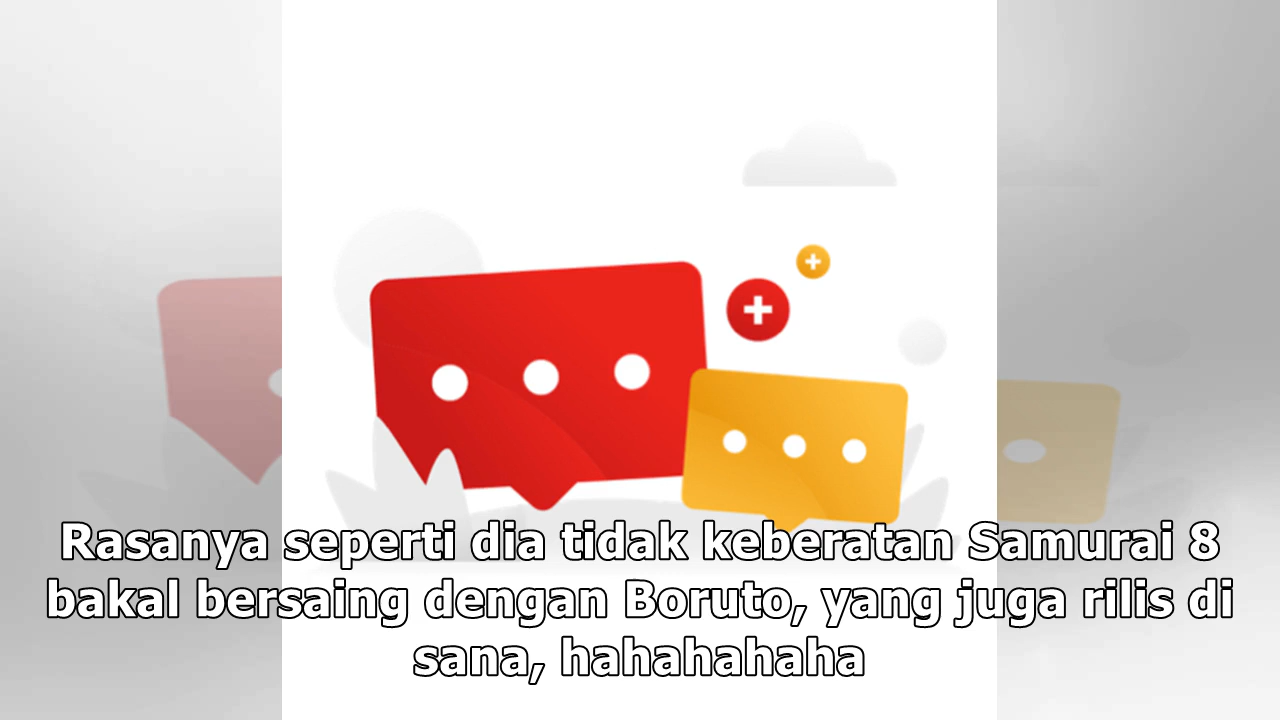 Rasanya seperti dia tidak keberatan Samurai 8
bakal bersaing dengan Boruto, yang juga rilis di
sana, hahahahaha